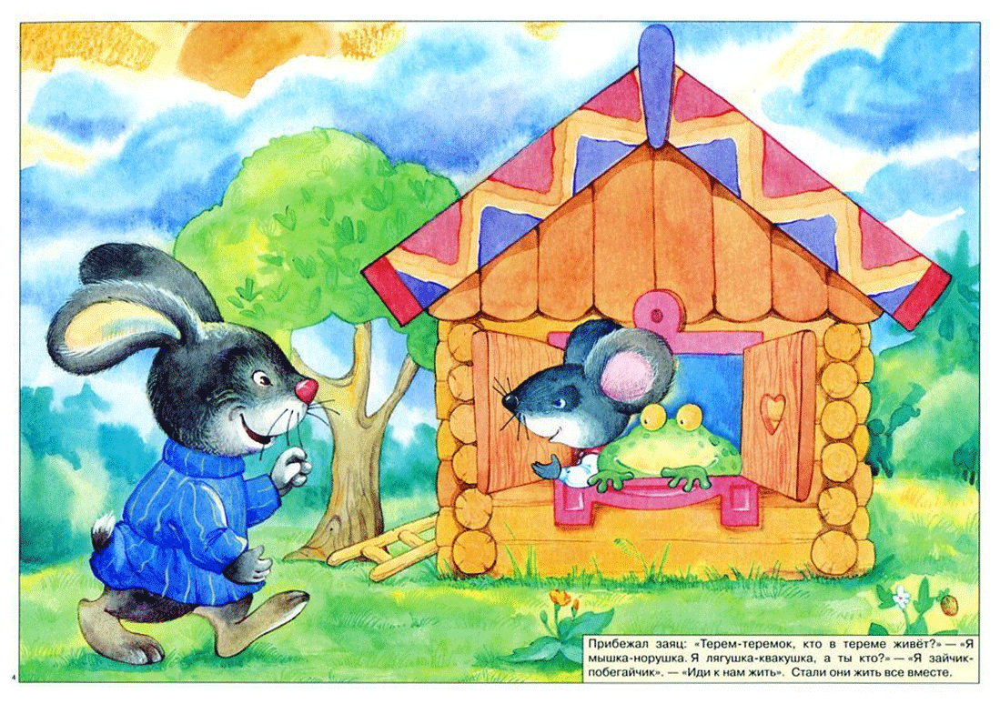 Прибежал заяц: «Терем-теремок, кто в тереме живёт?» — «Я
мышка-норушка. Я лягушка-квакушка, а ты кто?» — «Я зайчик-
побегайчик». — «Иди к нам жить». Стали они жить все вместе.
4